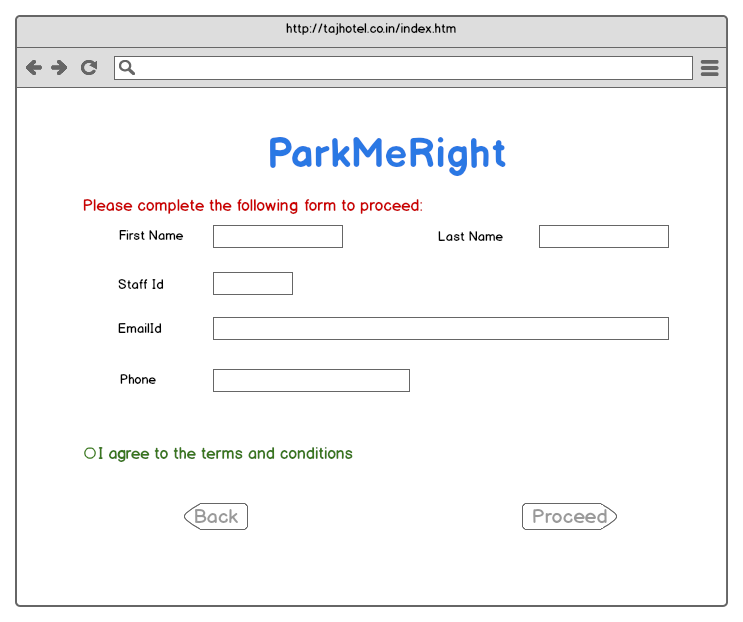 http://tajhotel.co.in/index.htm
ParkMeRight
Please complete the following form to proceed:
First Name Last Name
Staff Id
EmailId
Phone
I agree to the terms and conditions
Back Proceed